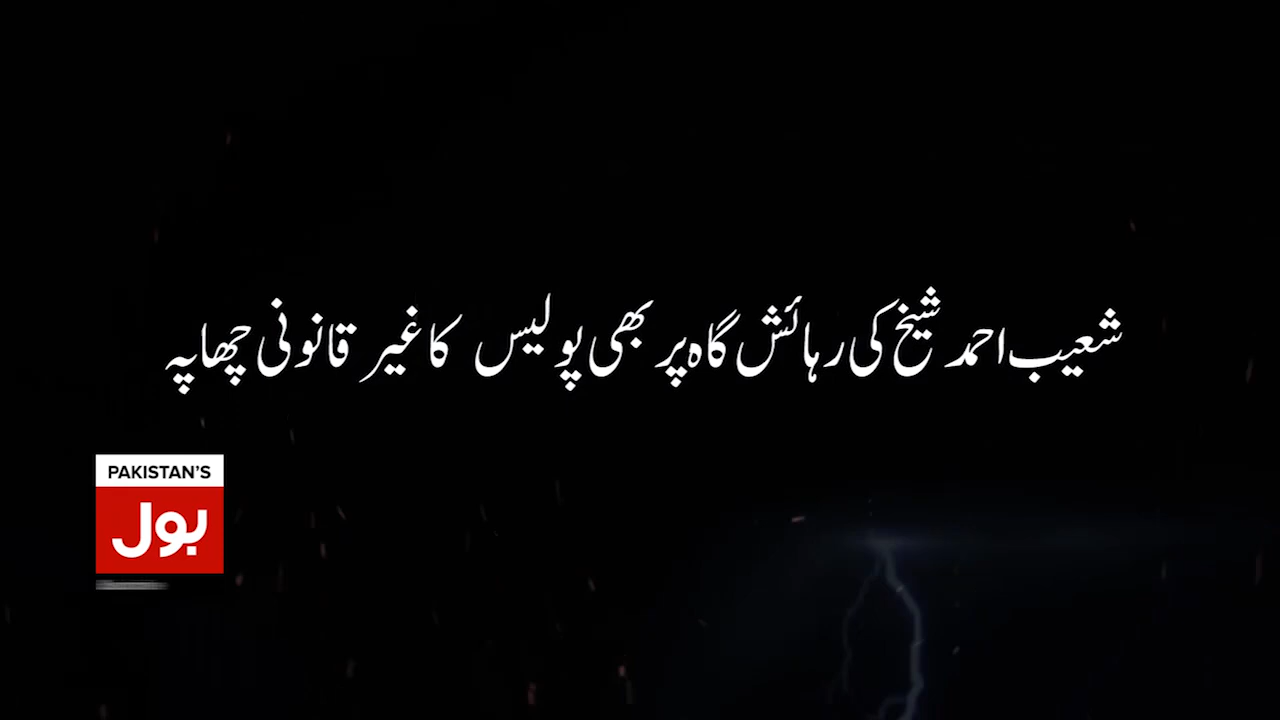 شعیب احمد شیخ کی رہائش گاہ پر بھی پولیس کا غیر قانونی چھاپہ
PAKISTAN'S
بول